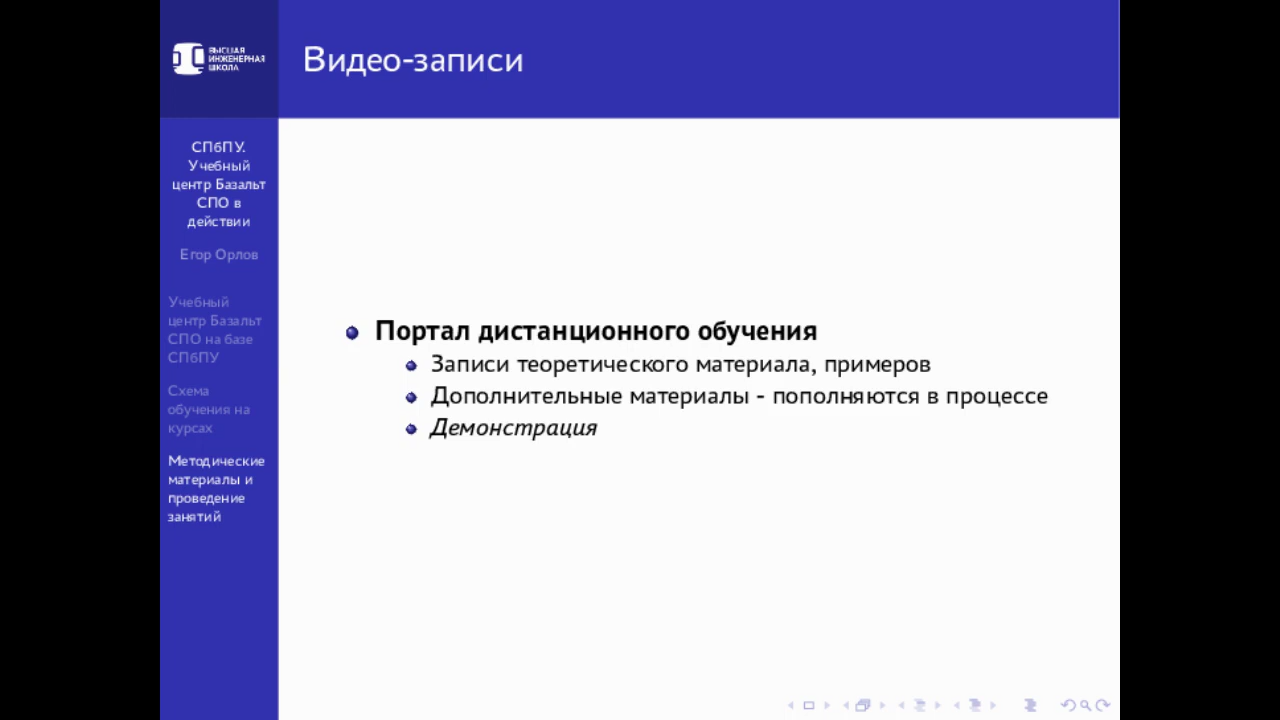 ВЫСШАЯ
ИНЖЕНЕРНАЯ
ШКОЛА
Видео-записи
СПбПУ.
Учебный
центр Базальт
СПО в
действии
Егор Орлов
Учебный
центр Базальт
СПО на базе
СПбПУ
Схема
обучения на
курсах
Методические
материалы и
проведение
занятий
Портал дистанционного обучения
Записи теоретического материала, примеров
Дополнительные материалы - пополняются в процессе
Демонстрация